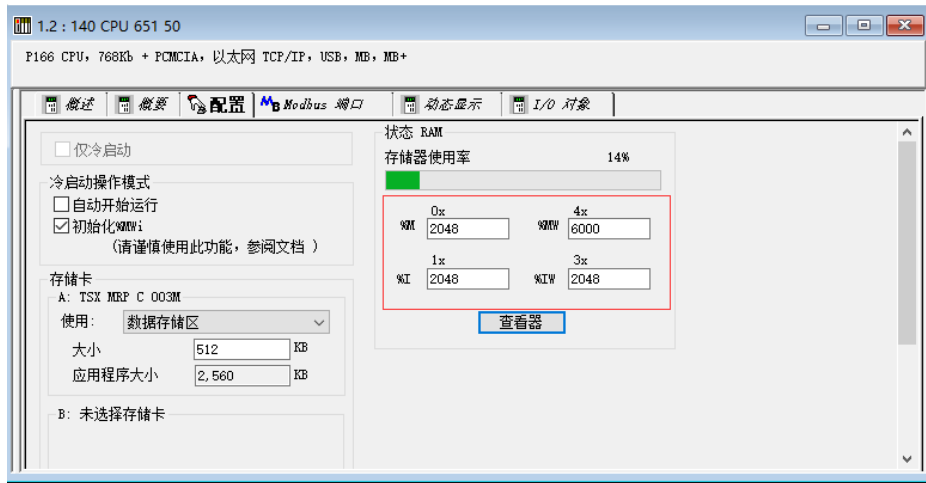 1.2 : 140 CPU 651 50
P166 CPU, 768Kb + PCMCIA, 以太网 TCP/IP, USB, MB, MB+
概述 概要 配置 MB Modbus 端口 动态显示 I/O 对象
仅冷启动
冷启动操作模式
自动开始运行
初始化%MWi
(请谨慎使用此功能，参阅文档 )
存储卡
A: TSX MRP C 003M
使用: 数据存储区
大小 512 KB
应用程序大小 2,560 KB
B: 未选择存储卡
状态 RAM
存储器使用率 14%
0x 4x
%M 2048 %MW 6000
1x 3x
%I 2048 %IW 2048
查看器